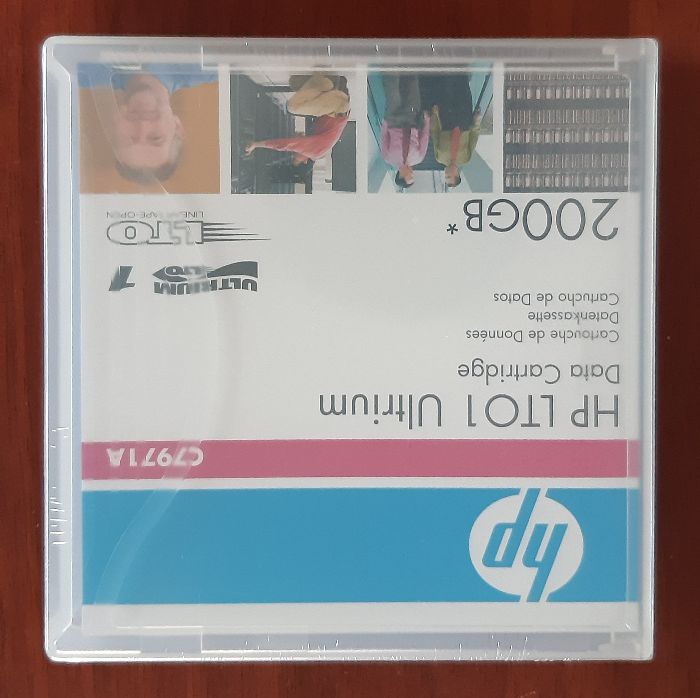 hp
C7971A
HP LTO1 Ultrium
Data Cartridge
Cartouche de Données
Datenkassette
Cartucho de Datos
ULTRIUM
LTO
1
200GB*
LTO
LINEAR TAPE-OPEN